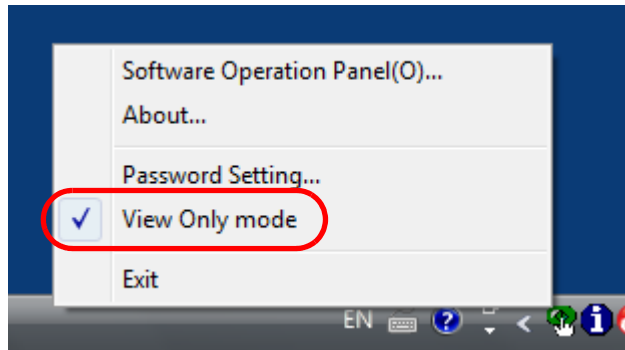 Software Operation Panel(O)...
About...
Password Setting...
View Only mode
Exit
EN